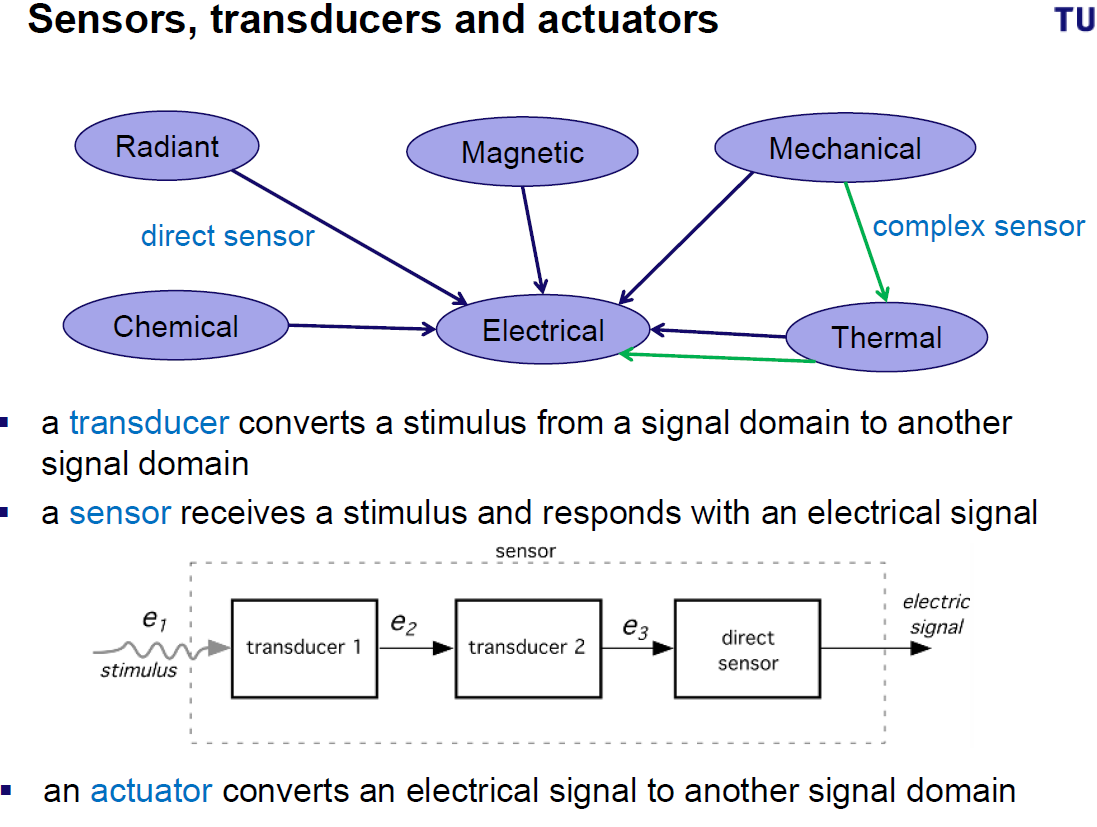 Sensors, transducers and actuators
TU
Radiant
Magnetic
Mechanical
direct sensor
complex sensor
Chemical
Electrical
Thermal
▪ a transducer converts a stimulus from a signal domain to another
signal domain
▪ a sensor receives a stimulus and responds with an electrical signal
sensor
e1
stimulus
transducer 1
e2
transducer 2
e3
direct
sensor
electric
signal
▪ an actuator converts an electrical signal to another signal domain